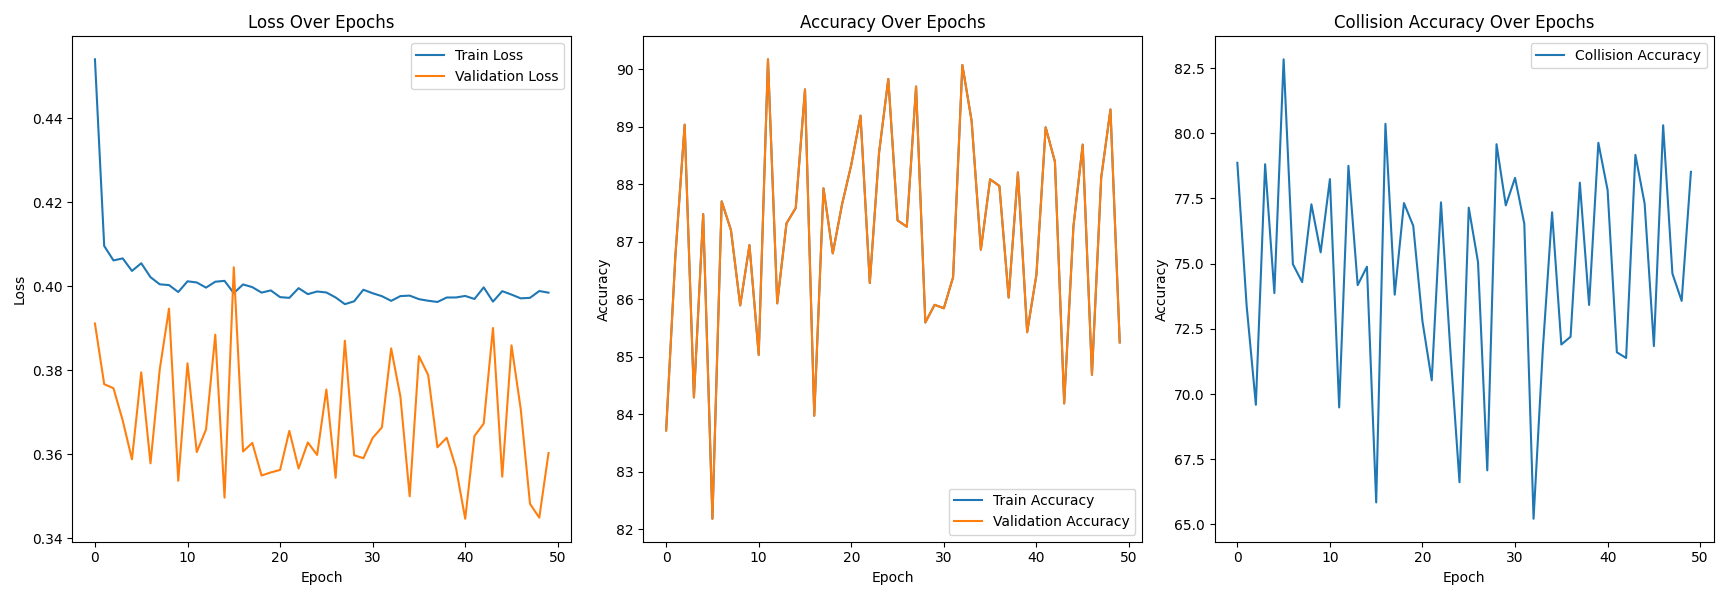 Loss Over Epochs
Train Loss
Validation Loss
0.44
0.42
0.40
0.38
0.36
0.34
Loss
0 10 20 30 40 50
Epoch
Accuracy Over Epochs
90
89
88
87
86
85
84
83
82
Accuracy
Train Accuracy
Validation Accuracy
0 10 20 30 40 50
Epoch
Collision Accuracy Over Epochs
Collision Accuracy
82.5
80.0
77.5
75.0
72.5
70.0
67.5
65.0
Accuracy
0 10 20 30 40 50
Epoch